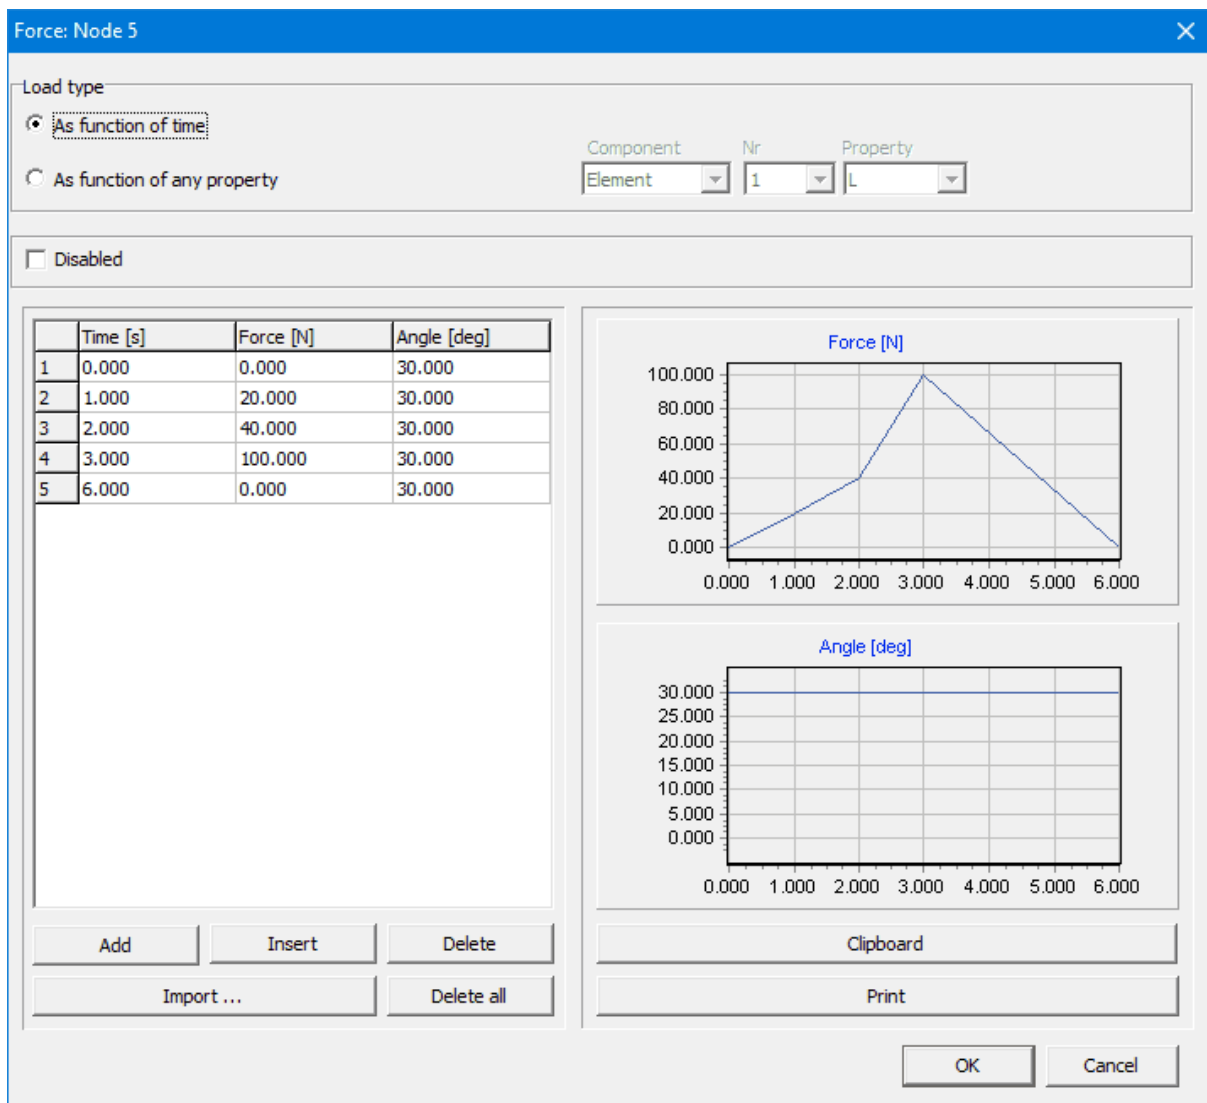 Force: Node 5
Load type
As function of time
Component Nr Property
As function of any property Element 1 L
Disabled
Time [s] Force [N] Angle [deg]
1 0.000 0.000 30.000
2 1.000 20.000 30.000
3 2.000 40.000 30.000
4 3.000 100.000 30.000
5 6.000 0.000 30.000
Force [N]
100.000
80.000
60.000
40.000
20.000
0.000
0.000 1.000 2.000 3.000 4.000 5.000 6.000
Angle [deg]
30.000
25.000
20.000
15.000
10.000
5.000
0.000
0.000 1.000 2.000 3.000 4.000 5.000 6.000
Add Insert Delete
Import ... Delete all
Clipboard
Print
OK Cancel